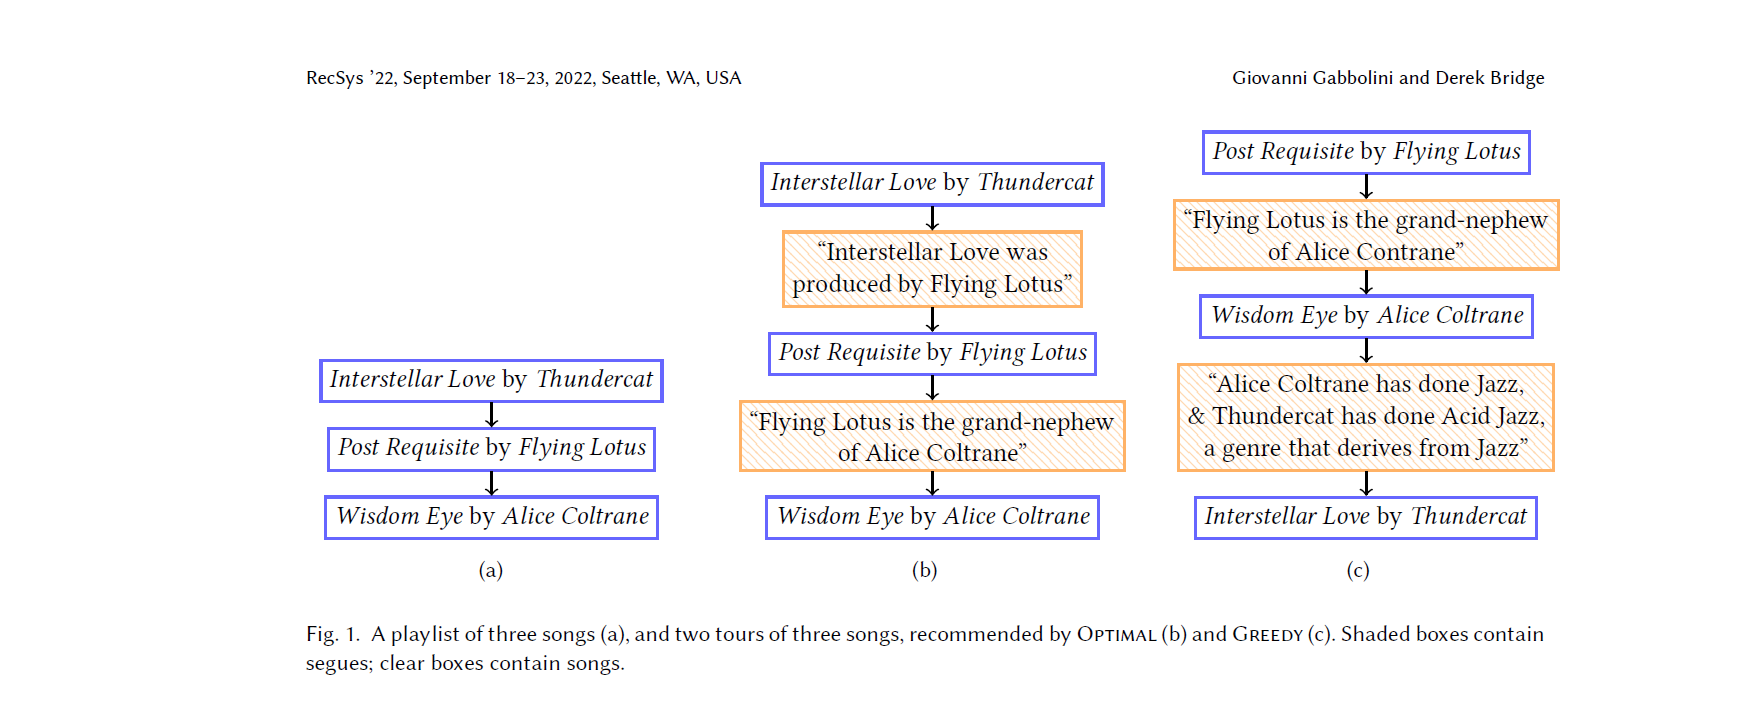 RecSys ’22, September 18–23, 2022, Seattle, WA, USA
Giovanni Gabbolini and Derek Bridge
Interstellar Love by Thundercat
Post Requisite by Flying Lotus
Wisdom Eye by Alice Coltrane
(a)
Interstellar Love by Thundercat
“Interstellar Love was
produced by Flying Lotus”
Post Requisite by Flying Lotus
“Flying Lotus is the grand-nephew
of Alice Coltrane”
Wisdom Eye by Alice Coltrane
(b)
Post Requisite by Flying Lotus
“Flying Lotus is the grand-nephew
of Alice Contrane”
Wisdom Eye by Alice Coltrane
“Alice Coltrane has done Jazz,
& Thundercat has done Acid Jazz,
a genre that derives from Jazz”
Interstellar Love by Thundercat
(c)
Fig. 1. A playlist of three songs (a), and two tours of three songs, recommended by Optimal (b) and Greedy (c). Shaded boxes contain
segues; clear boxes contain songs.